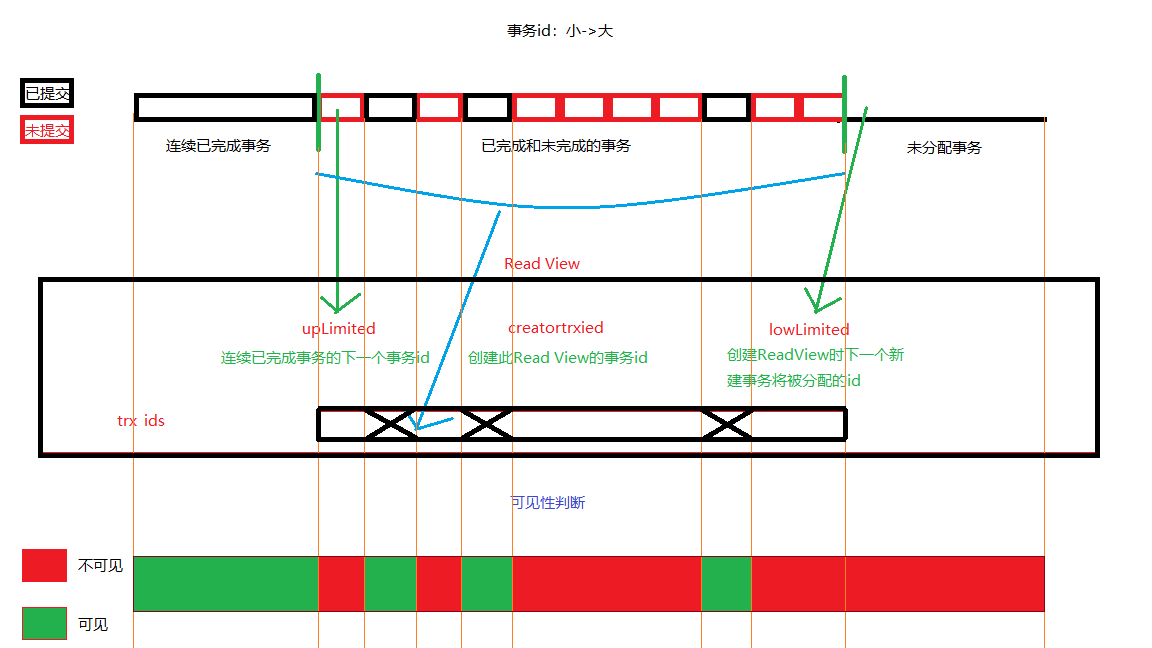 事务id：小->大
已提交
未提交
连续已完成事务
已完成和未完成的事务
未分配事务
Read View
upLimited
连续已完成事务的下一个事务id
creatortrxied
创建此Read View的事务id
lowLimited
创建ReadView时下一个新
建事务将被分配的id
trx ids
可见性判断
不可见
可见